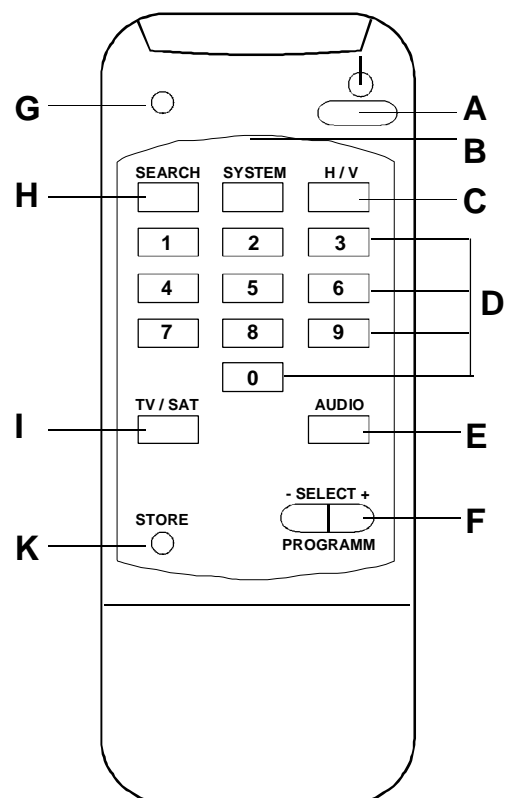 G
A
B
SEARCH SYSTEM H / V
H
C
1 2 3
4 5 6
D
7 8 9
0
TV / SAT AUDIO
I
E
- SELECT +
F
STORE
K
PROGRAMM